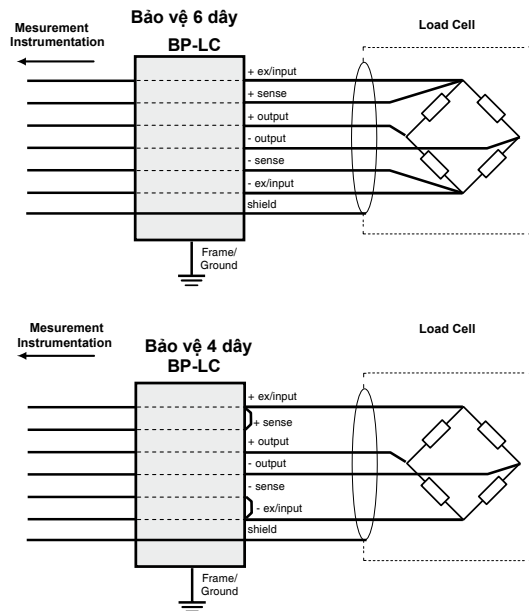 Bảo vệ 6 dây
BP-LC
Mesurement
Instrumentation
Load Cell
+ ex/input
+ sense
+ output
- output
- sense
- ex/input
shield
Frame/
Ground
Mesurement
Instrumentation
Bảo vệ 4 dây
BP-LC
Load Cell
+ ex/input
+ sense
+ output
- output
- sense
- ex/input
shield
Frame/
Ground